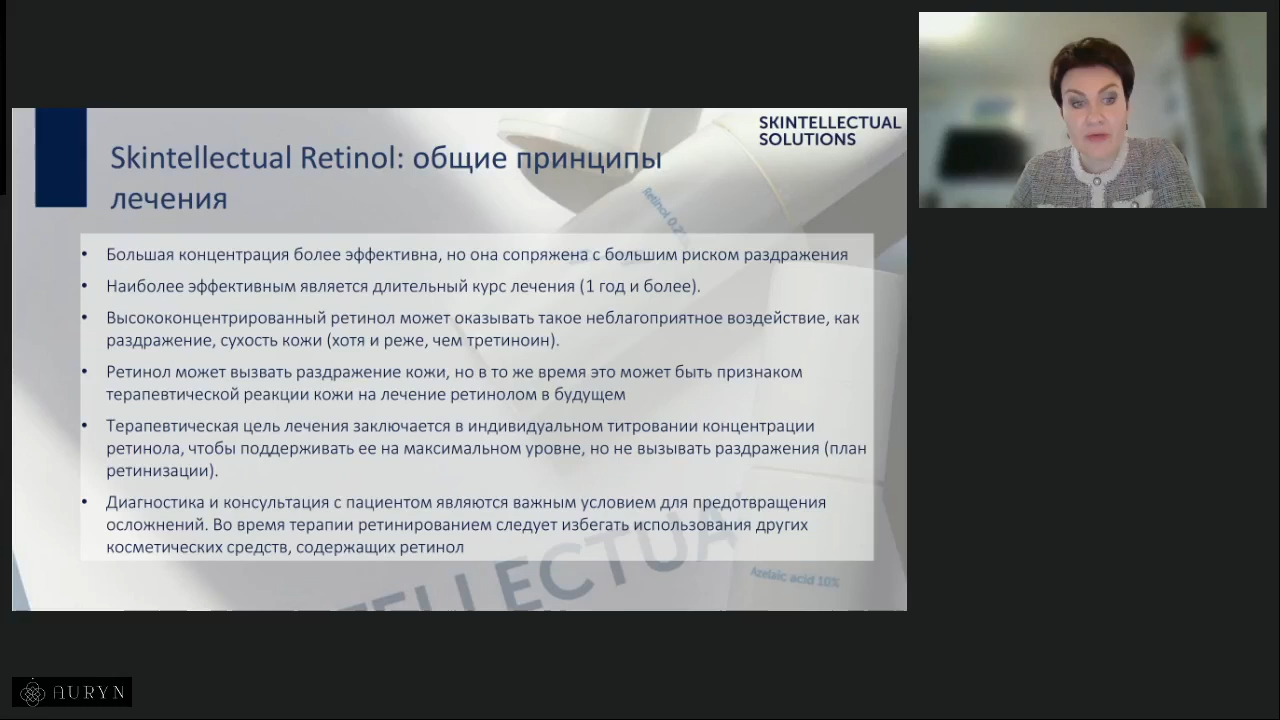 SKINTELLECTUAL
SOLUTIONS
Skintellectual Retinol: общие принципы
лечения
Retinol 0.2%
• Большая концентрация более эффективна, но она сопряжена с большим риском раздражения
• Наиболее эффективным является длительный курс лечения (1 год и более).
• Высококонцентрированный ретинол может оказывать такое неблагоприятное воздействие, как
раздражение, сухость кожи (хотя и реже, чем третиноин).
• Ретинол может вызвать раздражение кожи, но в то же время это может быть признаком
терапевтической реакции кожи на лечение ретинолом в будущем
• Терапевтическая цель лечения заключается в индивидуальном титровании концентрации
ретинола, чтобы поддерживать ее на максимальном уровне, но не вызывать раздражения (план
ретинизации).
• Диагностика и консультация с пациентом являются важным условием для предотвращения
осложнений. Во время терапии ретинированием следует избегать использования других
косметических средств, содержащих ретинол
TELLECTUA
Azelaic acid 10%
AURYN